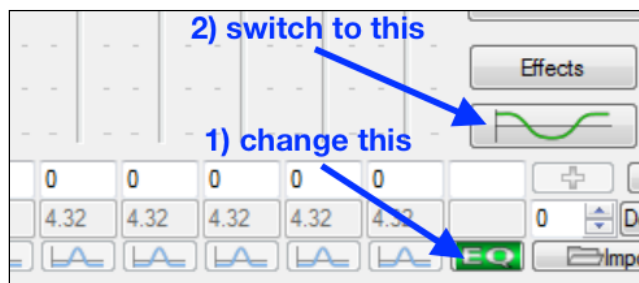 2) switch to this
Effects
1) change this
0 0 0 0 0
4.32 4.32 4.32 4.32 4.32 0
EQ